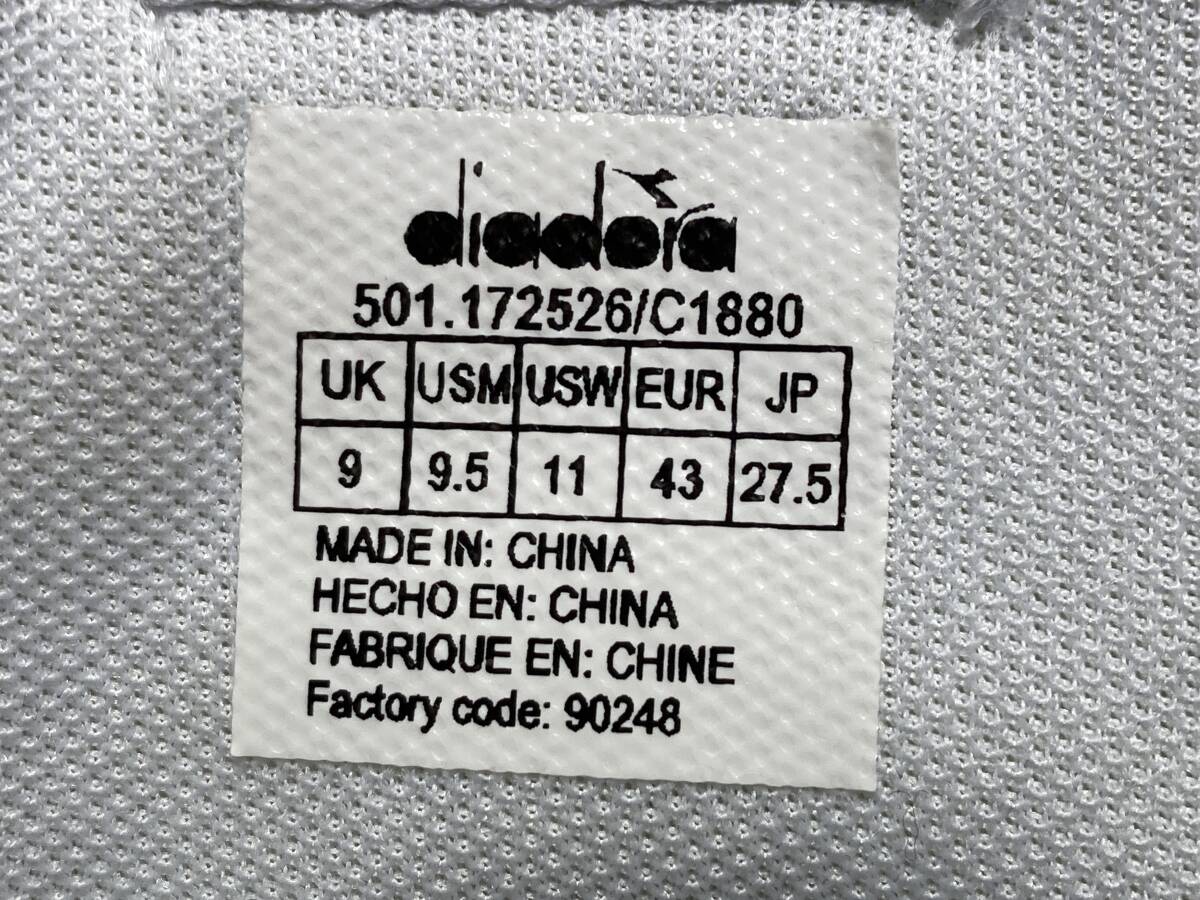 diadora
501.172526/C1880
UK USM USW EUR JP
9 9.5 11 43 27.5
MADE IN: CHINA
HECHO EN: CHINA
FABRIQUE EN: CHINE
Factory code: 90248